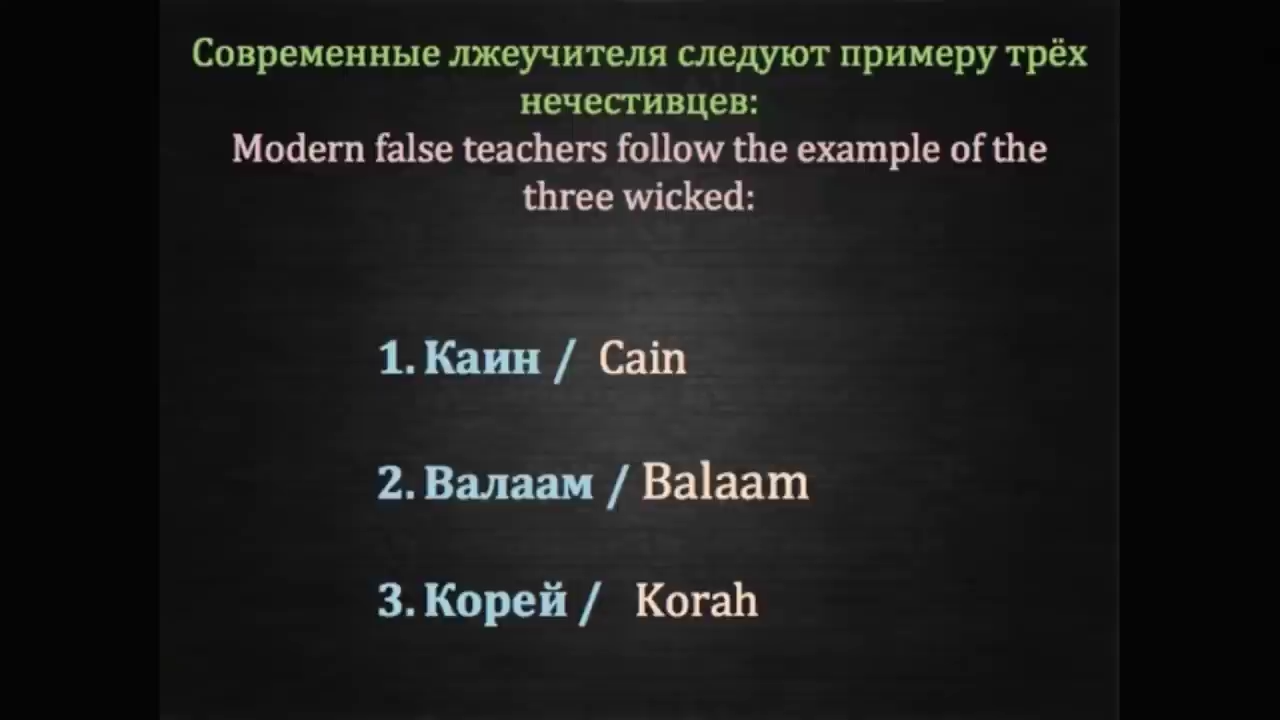 Современные лжеучителя следуют примеру трёх
нечестивцев:
Modern false teachers follow the example of the
three wicked:
1. Каин / Cain
2. Валаам / Balaam
3. Корей / Korah